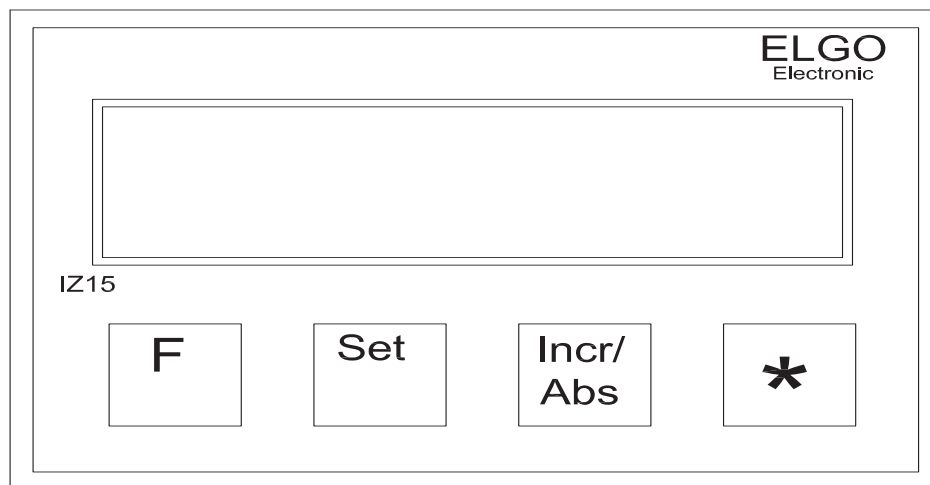 ELGO
Electronic
IZ15
F
Set
Incr/
Abs
*